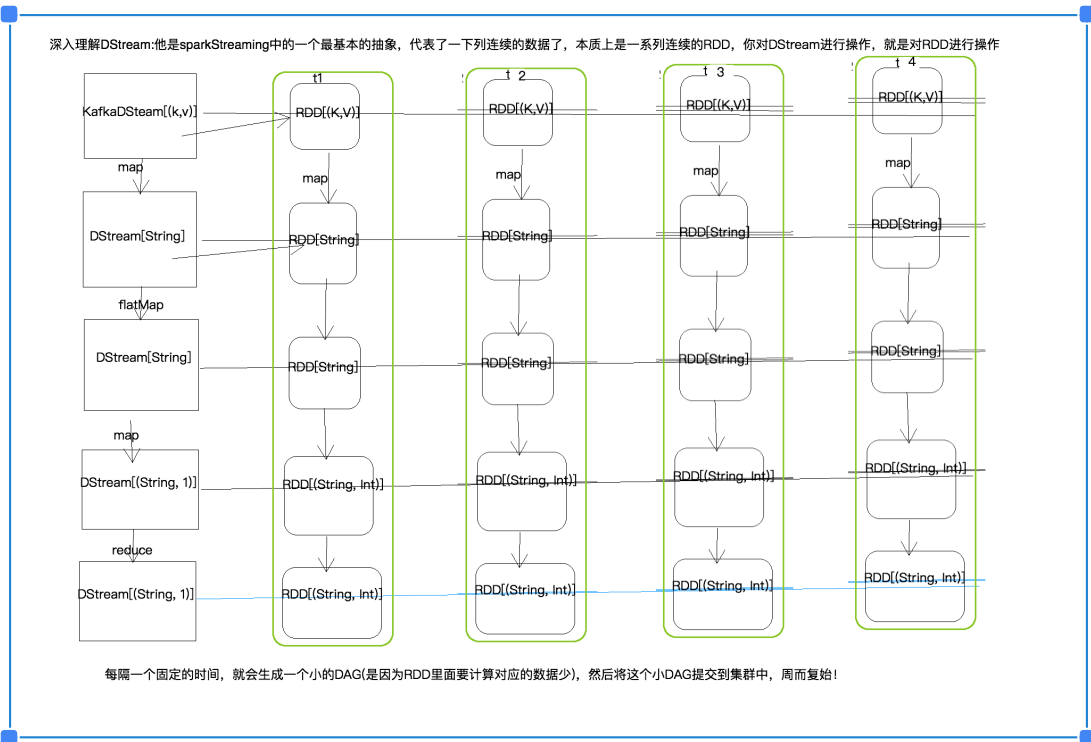 深入理解DStream:他是sparkStreaming中的一个最基本的抽象，代表了一下列连续的数据了，本质上是一系列连续的RDD，你对DStream进行操作，就是对RDD进行操作
t1
t 2
t 3
t 4
KafkaDSteam[(k,v)]
RDD[(K,V)]
RDD[(K,V)]
RDD[(K,V)]
RDD[(K,V)]
map
map
map
map
map
DStream[String]
RDD[String]
RDD[String]
RDD[String]
RDD[String]
flatMap
DStream[String]
RDD[String]
RDD[String]
RDD[String]
RDD[String]
map
DStream[(String, 1)]
RDD[(String, Int)]
RDD[(String, Int)]
RDD[(String, Int)]
RDD[(String, Int)]
reduce
DStream[(String, 1)]
RDD[(String, Int)]
RDD[(String, Int)]
RDD[(String, Int)]
RDD[(String, Int)]
每隔一个固定的时间，就会生成一个小的DAG(是因为RDD里面要计算对应的数据少)，然后将这个小DAG提交到集群中，周而复始！